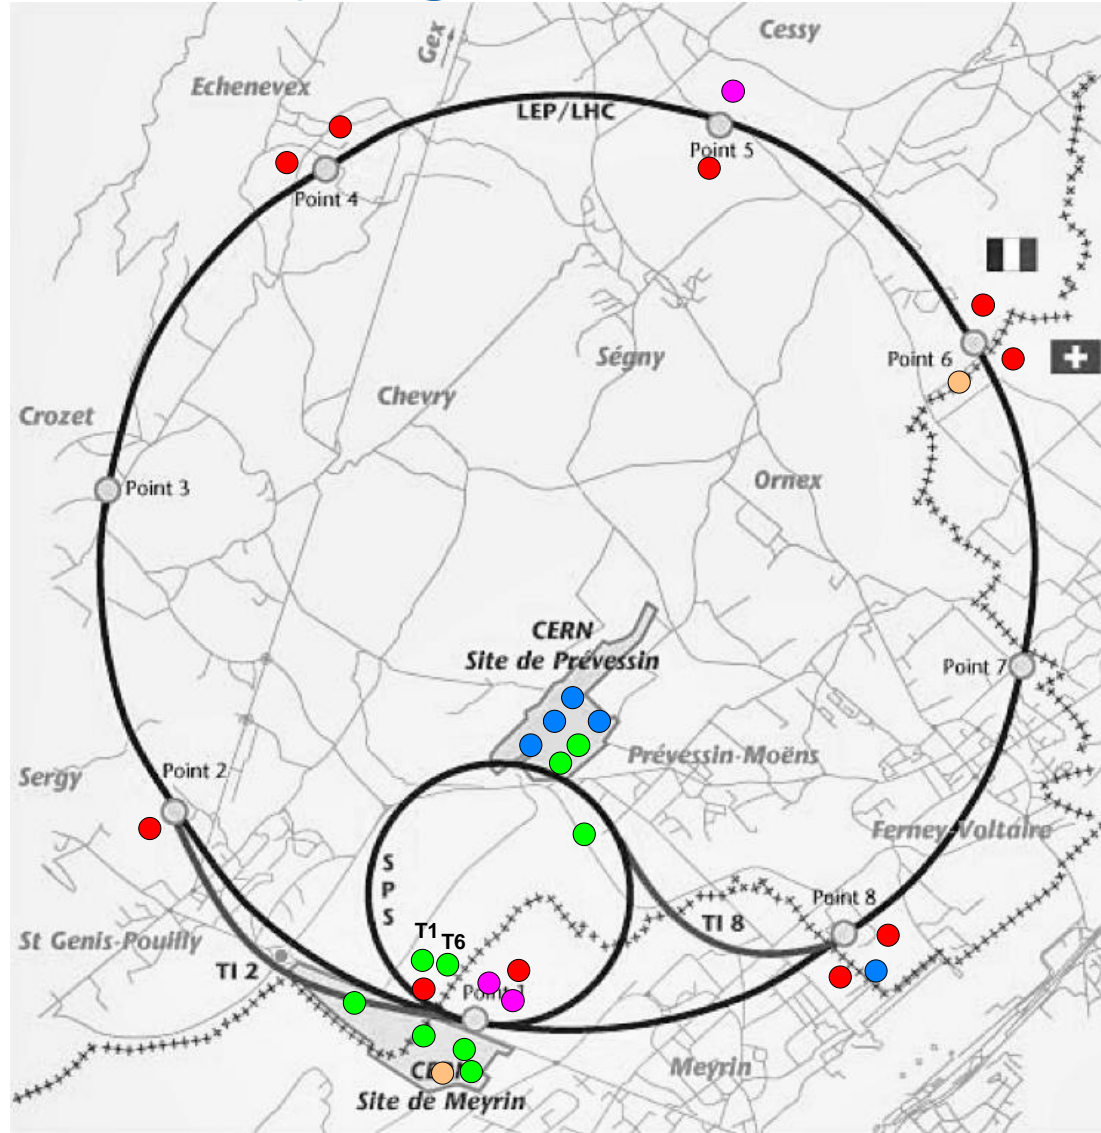 Cessy
Gex
Echenevex
LEP/LHC
Point 5
Point 4
Point 6
Ségny
Chevry
Crozet
Ornex
Point 3
CERN
Site de Prévessin
Point 7
Prévessin-Moëns
Point 2
Sergy
Ferney-Voltaire
S
P
S
Point 8
TI 8
T1
T6
St Genis-Pouilly
TI 2
Point 1
Meyrin
CERN
Site de Meyrin